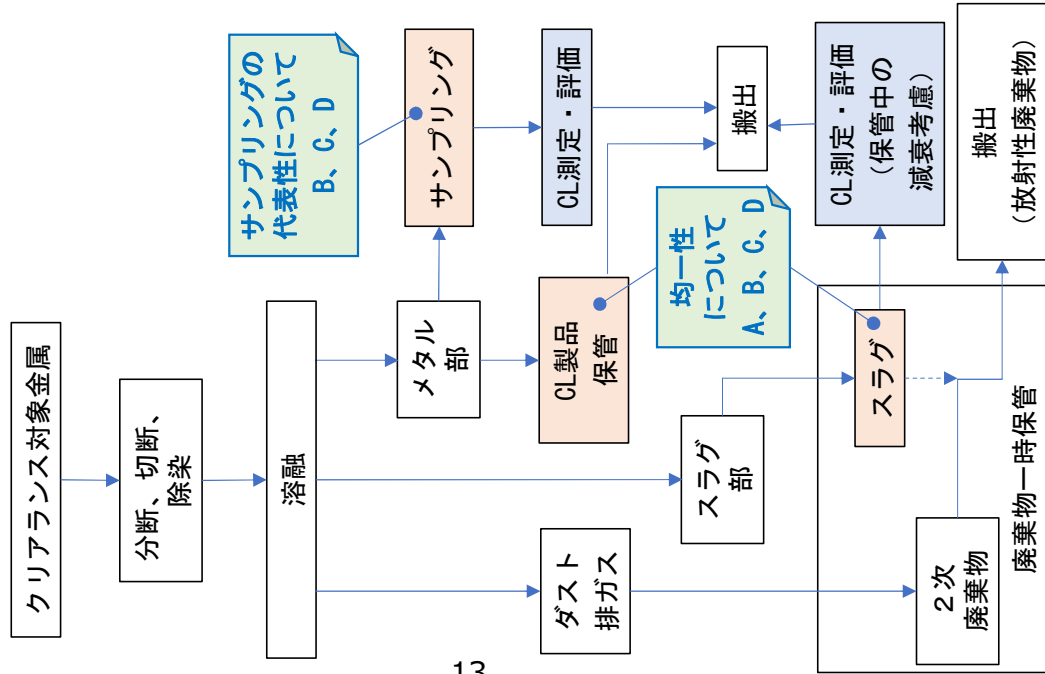 クリアランス対象金属
分断、切断、
除染
溶融
ダスト
排ガス
スラグ
部
メタル
部
サンプリングの
代表性について
B、C、D
サンプリング
CL測定・評価
CL製品
保管
均一性
について
A、B、C、D
搬出
スラグ
CL測定・評価
(保管中の
減衰考慮)
2次
廃棄物
廃棄物一時保管
搬出
(放射性廃棄物)
13